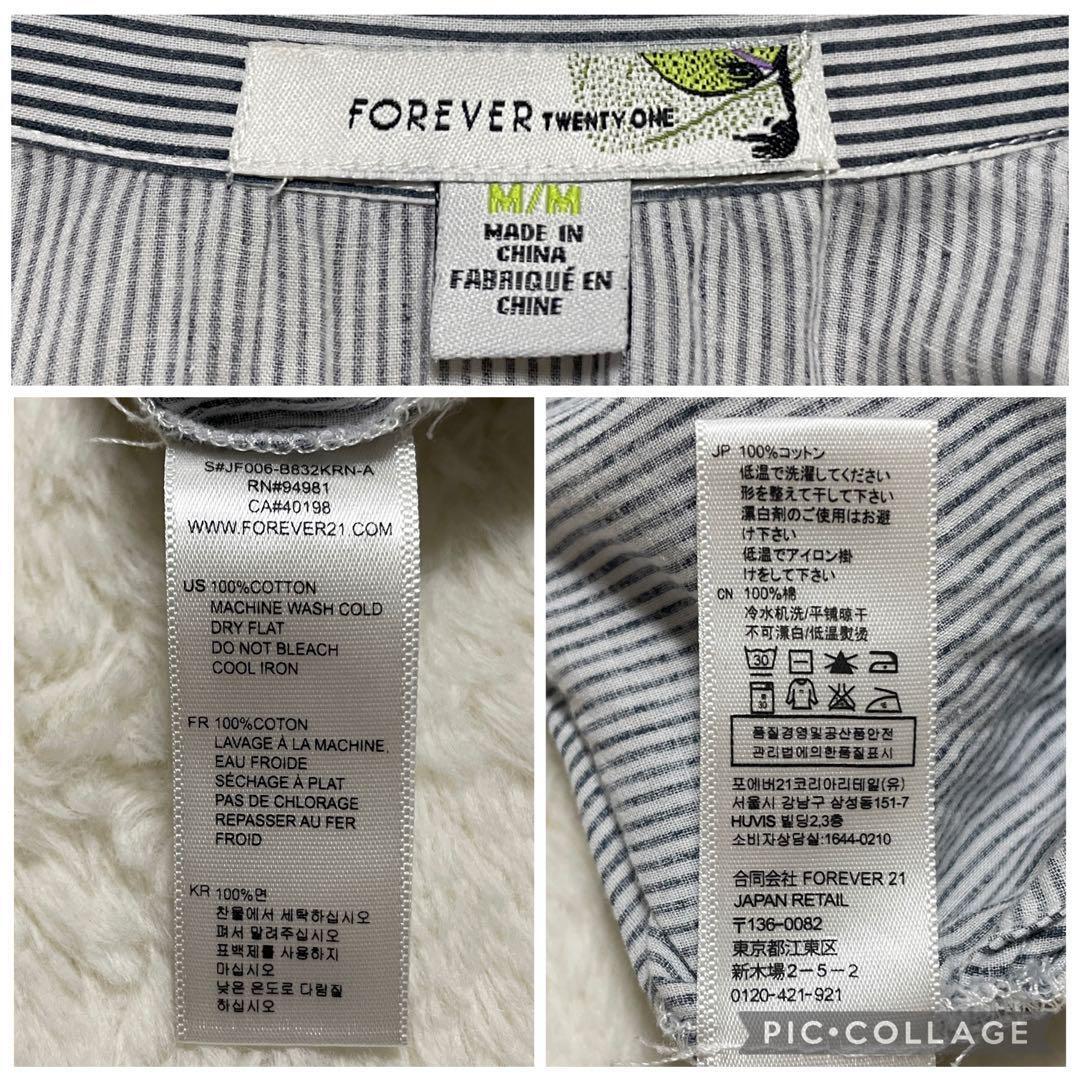 FOREVER TWENTY ONE
M/M
MADE IN
CHINA
FABRIQUÉ EN
CHINE
S#JF006-B832KRN-A
RN#94981
CA#40198
WWW.FOREVER21.COM
US 100%COTTON
MACHINE WASH COLD
DRY FLAT
DO NOT BLEACH
COOL IRON
FR 100%COTON
LAVAGE À LA MACHINE,
EAU FROIDE
SÉCHAGE À PLAT
PAS DE CHLORAGE
REPASSER AU FER
FROID
KR 100%면
찬물에서 세탁하십시오
펴서 말려주십시오
표백제를 사용하지
마십시오
낮은 온도로 다림질
하십시오
JP 100%コットン
低温で洗濯してください
形を整えて干して下さい
漂白剤のご使用はお避
け下さい
低温でアイロン掛
けをして下さい
CN 100%棉
冷水机洗/平铺晾干
不可漂白/低温熨烫
30
30
품질경영및공산품안전
관리법에의한품질표시
포에버21코리아리테일(유)
서울시 강남구 삼성동151-7
HUVIS 빌딩2,3층
소비자상담실:1644-0210
合同会社 FOREVER 21
JAPAN RETAIL
〒136-0082
東京都江東区
新木場2-5-2
0120-421-921
PIC•COLLAGE